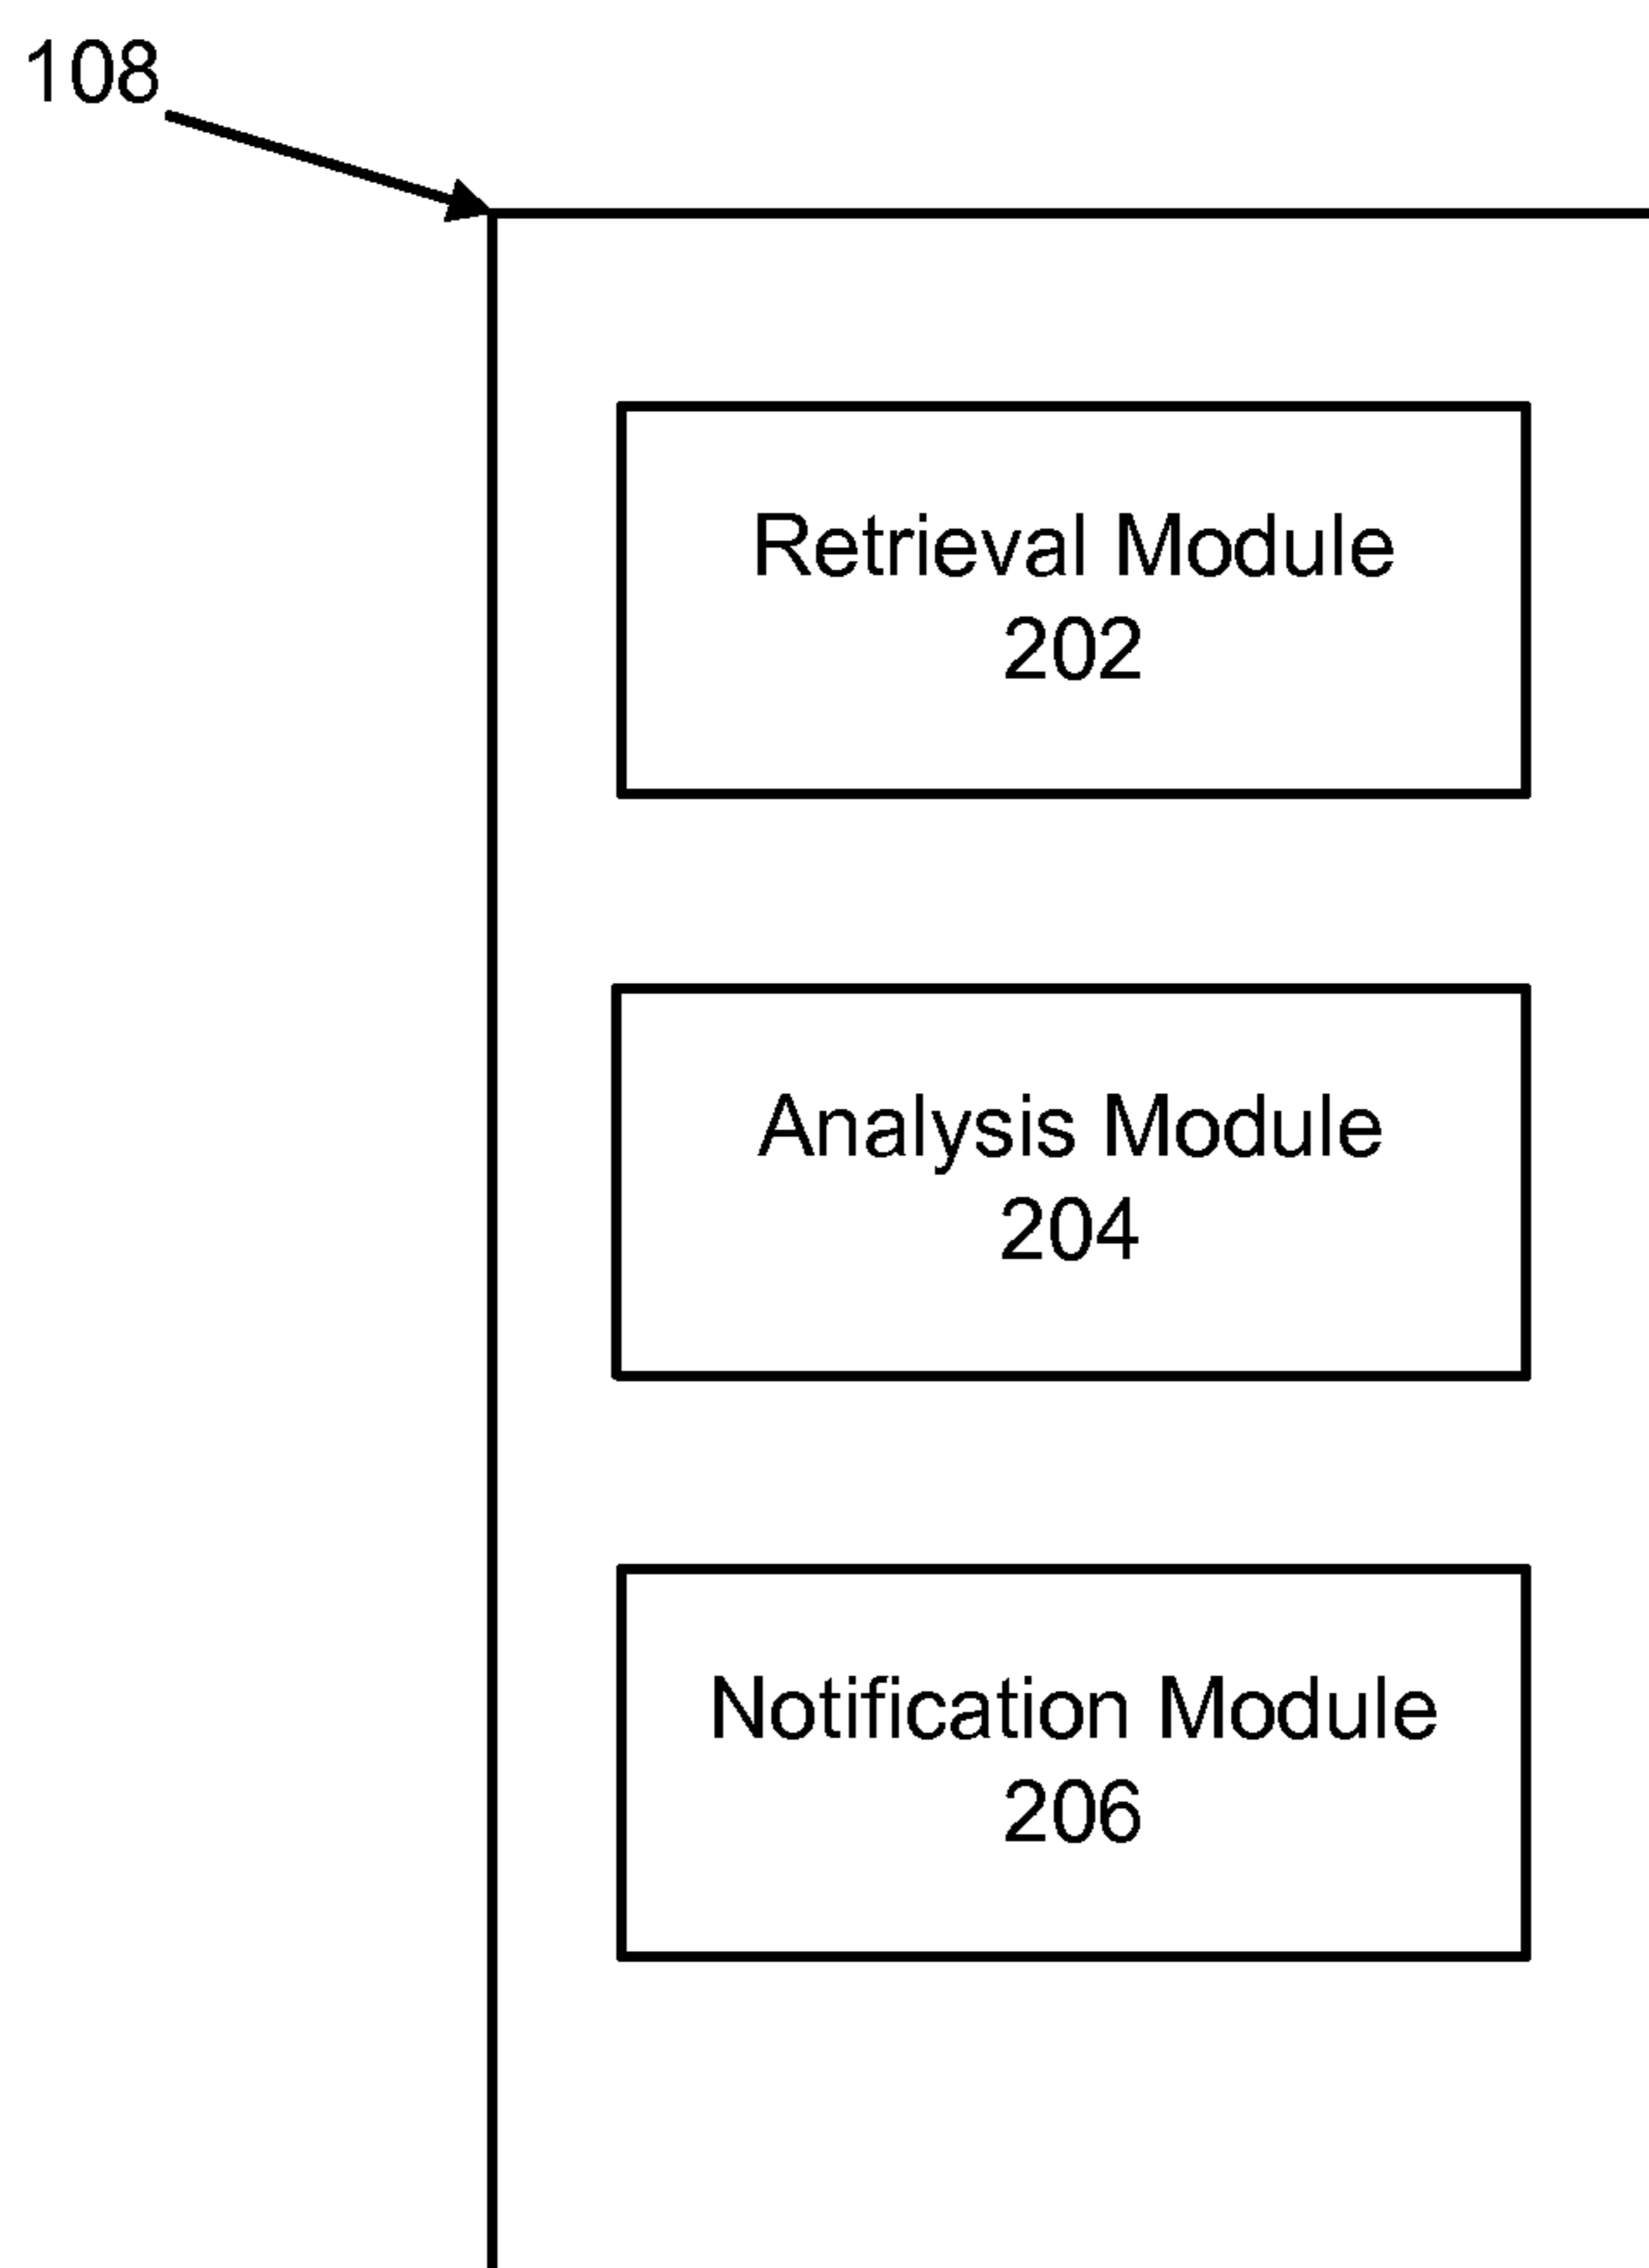 108
Retrieval Module
202
Analysis Module
204
Notification Module
206